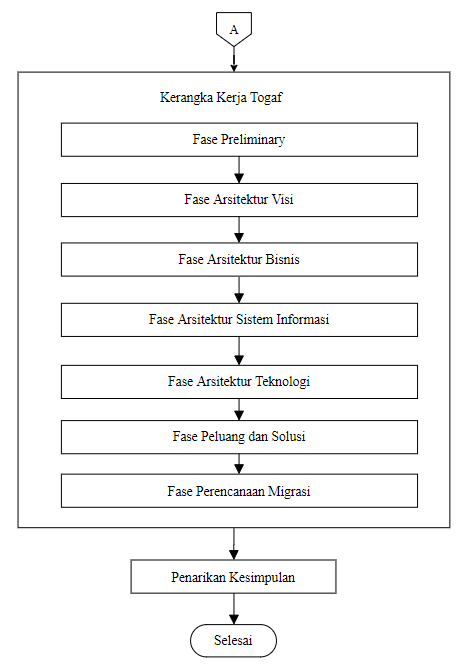 A
Kerangka Kerja Togaf
Fase Preliminary
Fase Arsitektur Visi
Fase Arsitektur Bisnis
Fase Arsitektur Sistem Informasi
Fase Arsitektur Teknologi
Fase Peluang dan Solusi
Fase Perencanaan Migrasi
Penarikan Kesimpulan
Selesai